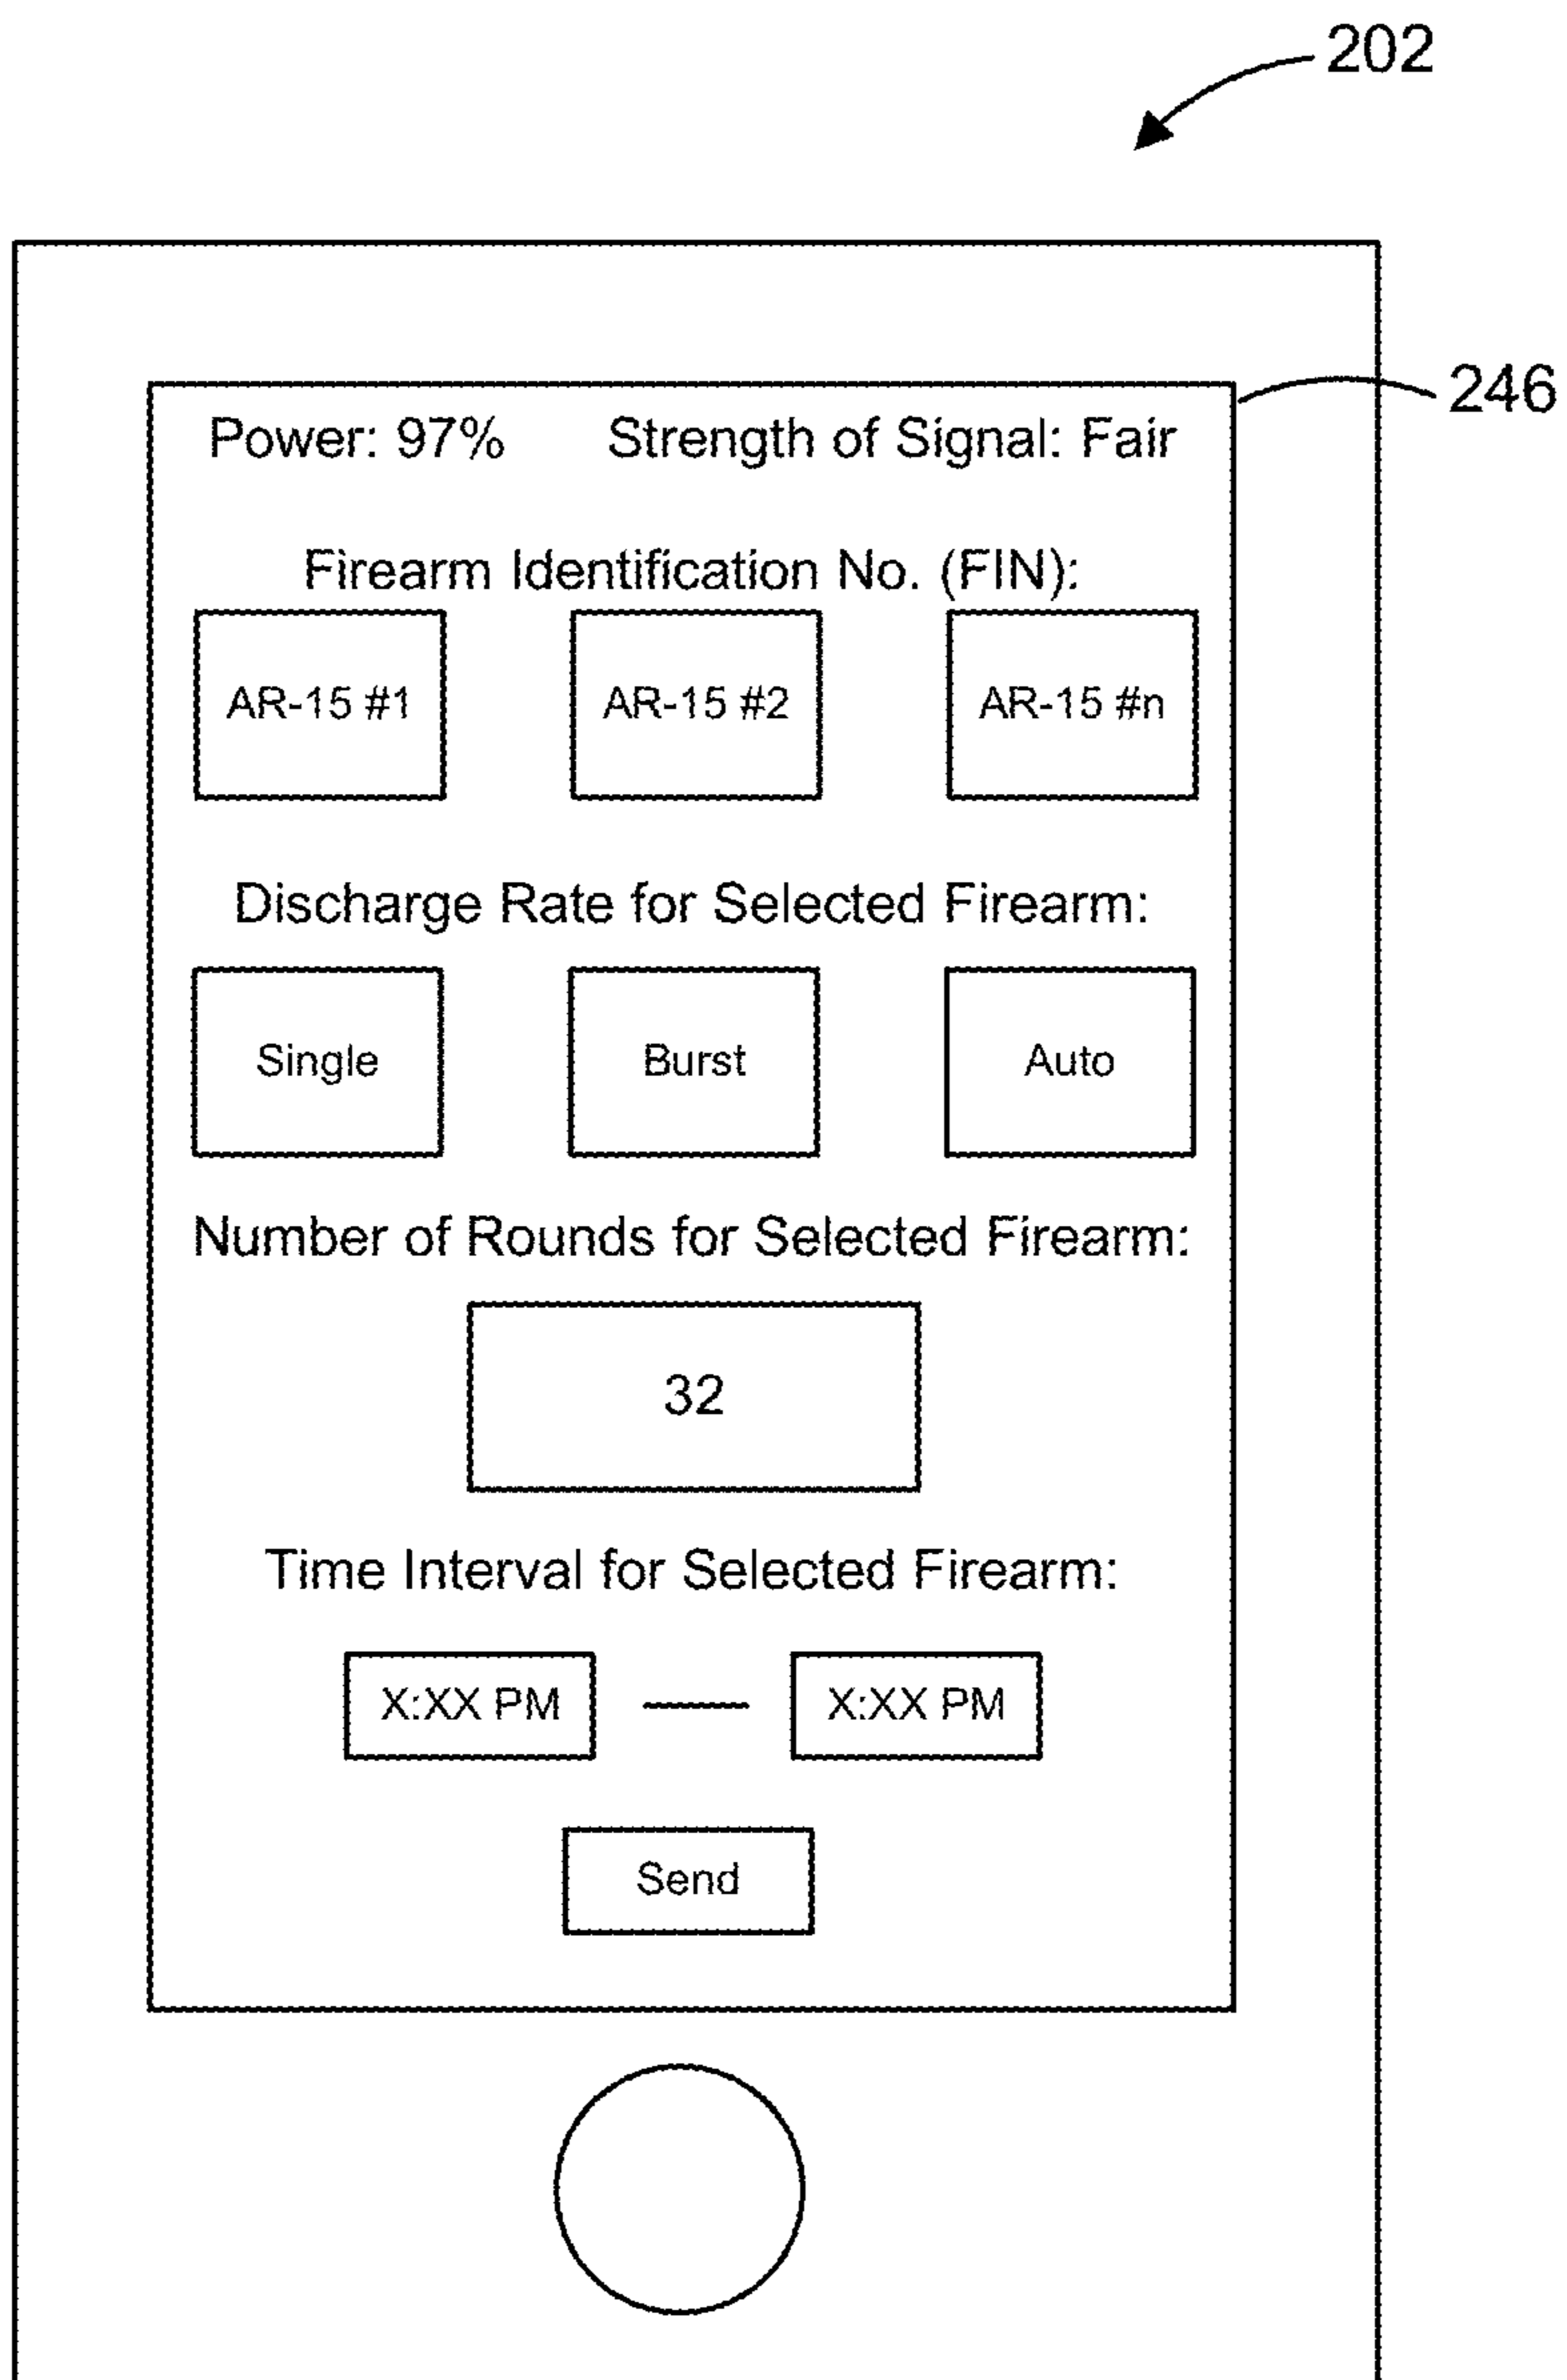 202
246
Power: 97% Strength of Signal: Fair
Firearm Identification No. (FIN):
AR-15 #1 AR-15 #2 AR-15 #n
Discharge Rate for Selected Firearm:
Single Burst Auto
Number of Rounds for Selected Firearm:
32
Time Interval for Selected Firearm:
X:XX PM — X:XX PM
Send